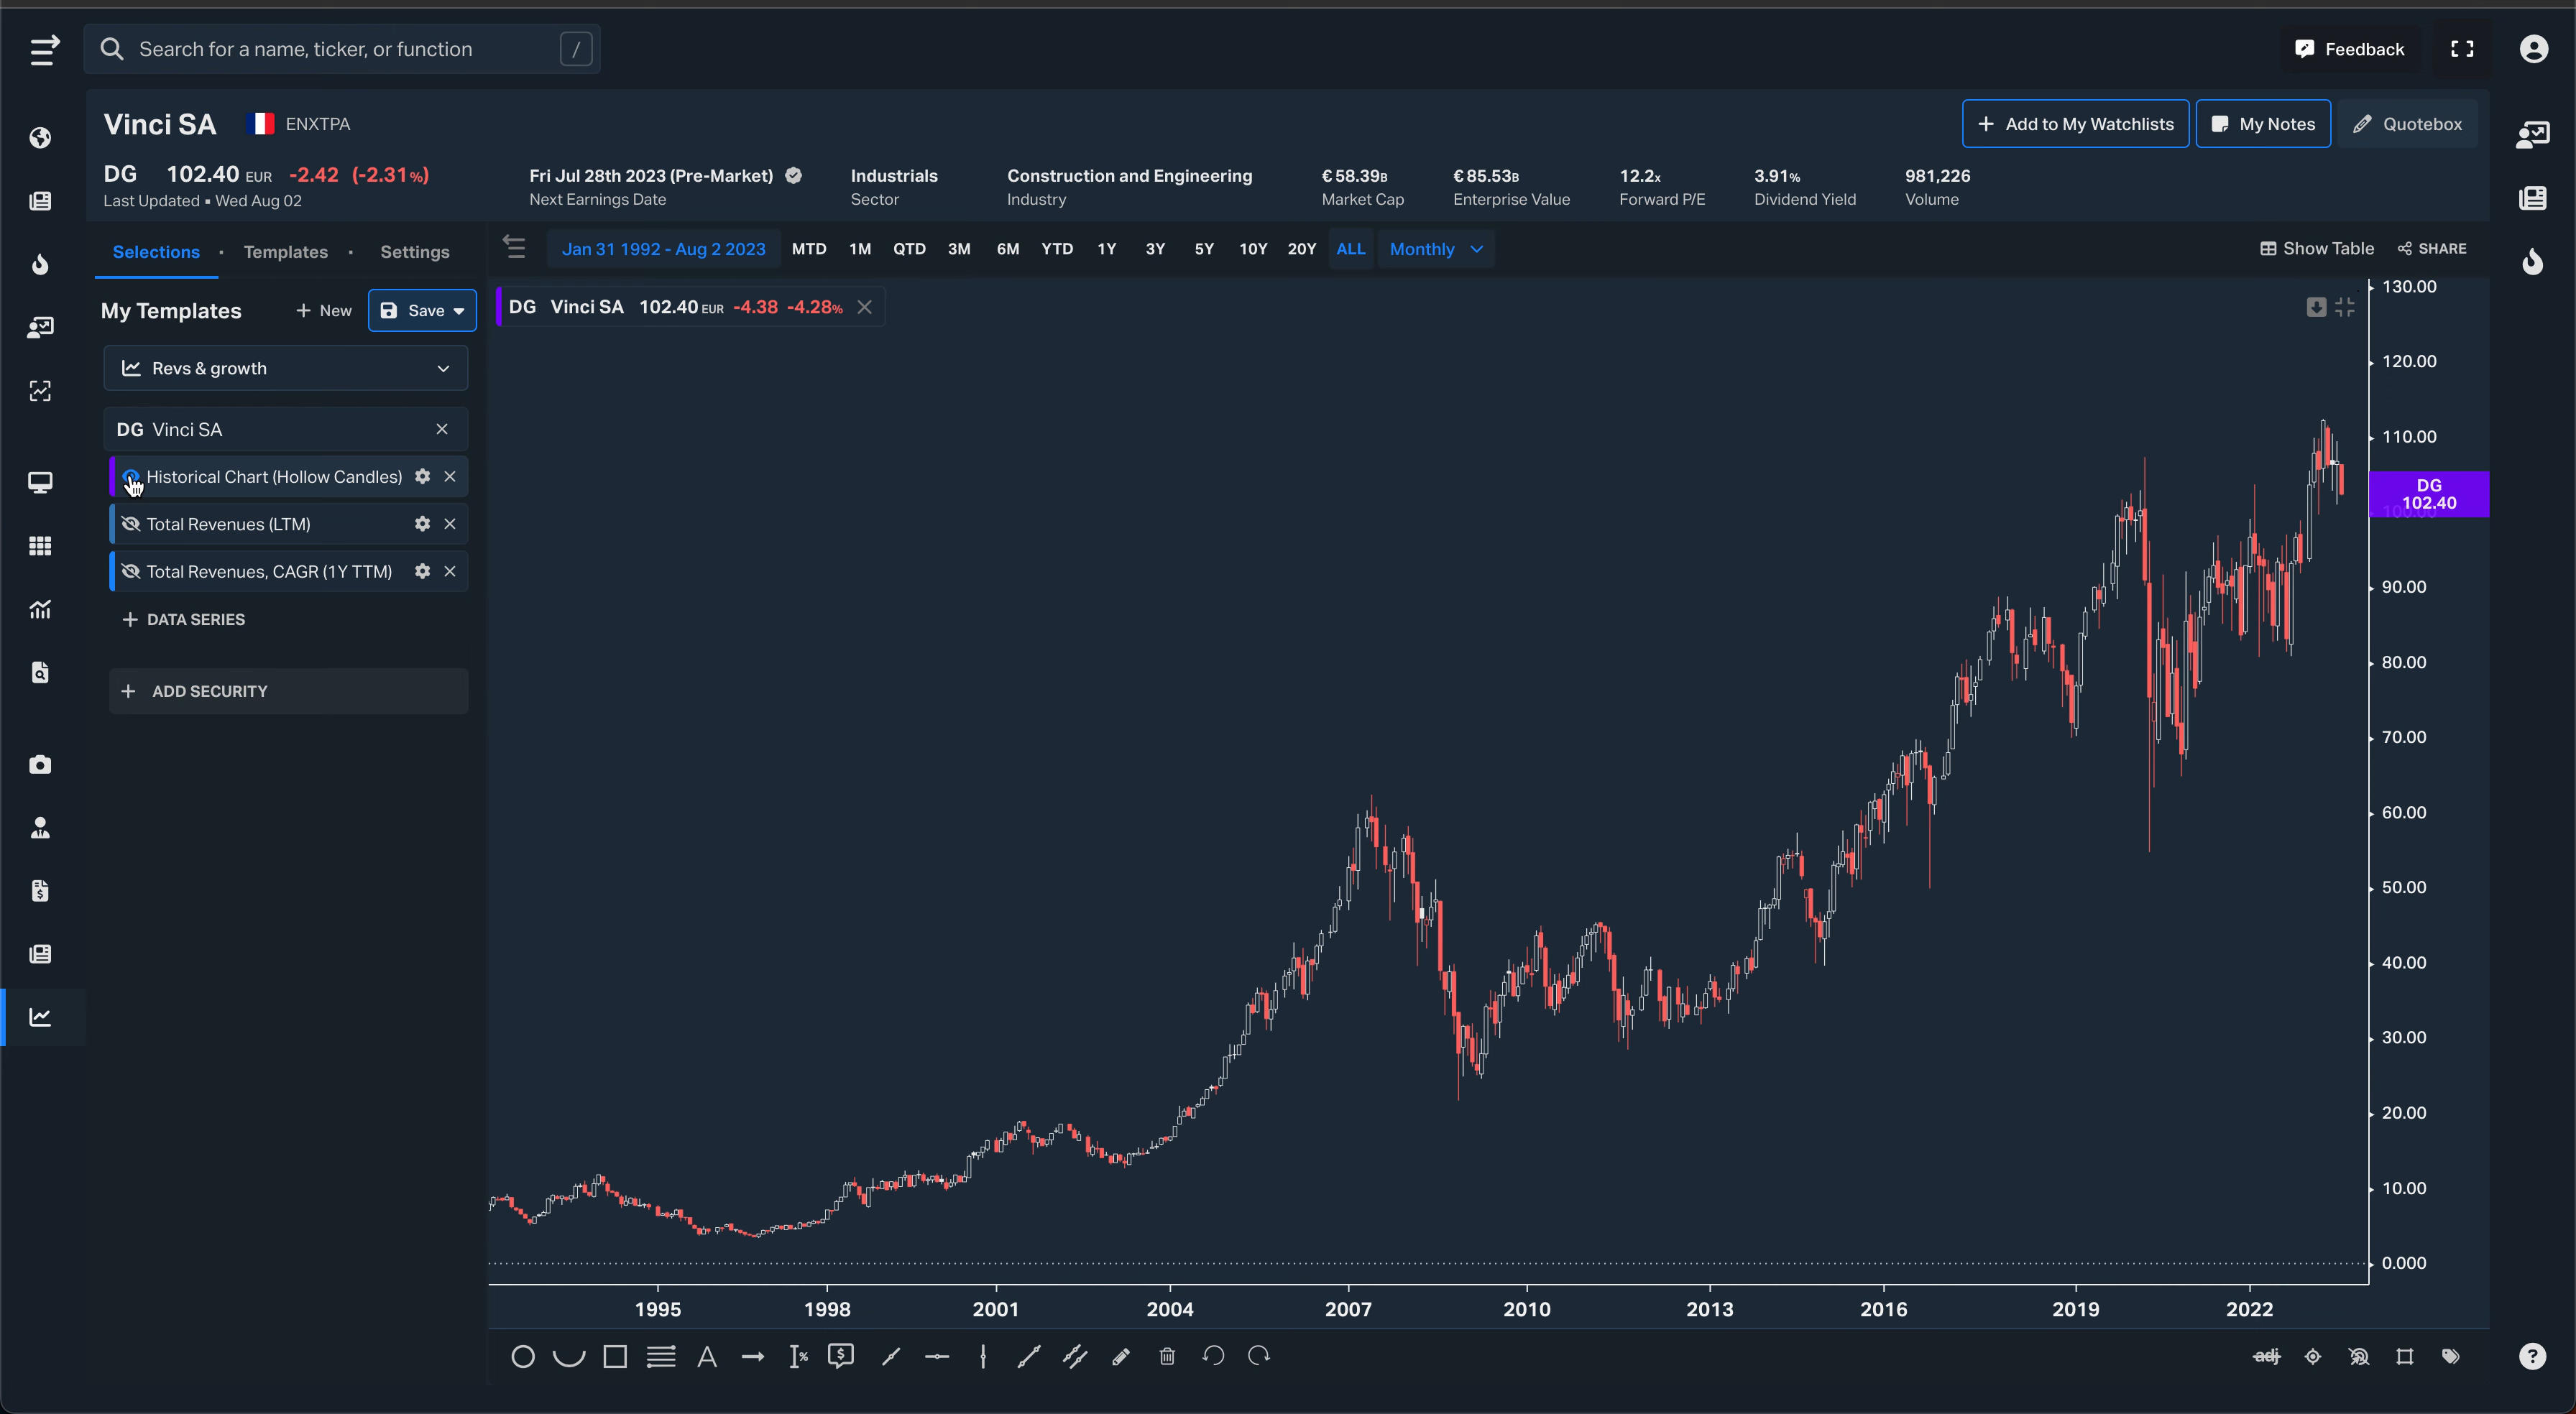 Search for a name, ticker, or function /
Feedback
Vinci SA ENXTPA
Add to My Watchlists
My Notes
Quotebox
DG 102.40 EUR -2.42 (-2.31%)
Last Updated ▪ Wed Aug 02
Fri Jul 28th 2023 (Pre-Market)
Next Earnings Date
Industrials
Sector
Construction and Engineering
Industry
€58.39B
Market Cap
€85.53B
Enterprise Value
12.2x
Forward P/E
3.91%
Dividend Yield
981,226
Volume
Selections · Templates · Settings
Jan 31 1992 - Aug 2 2023 MTD 1M QTD 3M 6M YTD 1Y 3Y 5Y 10Y 20Y ALL Monthly
Show Table SHARE
My Templates + New Save
Revs & growth
DG Vinci SA
Historical Chart (Hollow Candles)
Total Revenues (LTM)
Total Revenues, CAGR (1Y TTM)
+ DATA SERIES
+ ADD SECURITY
DG Vinci SA 102.40 EUR -4.38 -4.28%
130.00
120.00
110.00
DG
102.40
100.00
90.00
80.00
70.00
60.00
50.00
40.00
30.00
20.00
10.00
0.000
1995 1998 2001 2004 2007 2010 2013 2016 2019 2022
A
%
$
adj
?